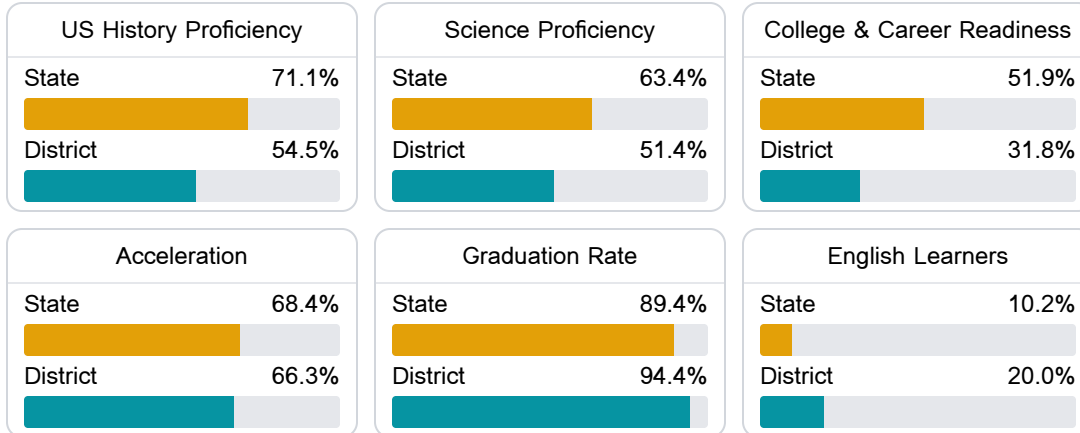 US History Proficiency
State 71.1%
District 54.5%
Science Proficiency
State 63.4%
District 51.4%
College & Career Readiness
State 51.9%
District 31.8%
Acceleration
State 68.4%
District 66.3%
Graduation Rate
State 89.4%
District 94.4%
English Learners
State 10.2%
District 20.0%